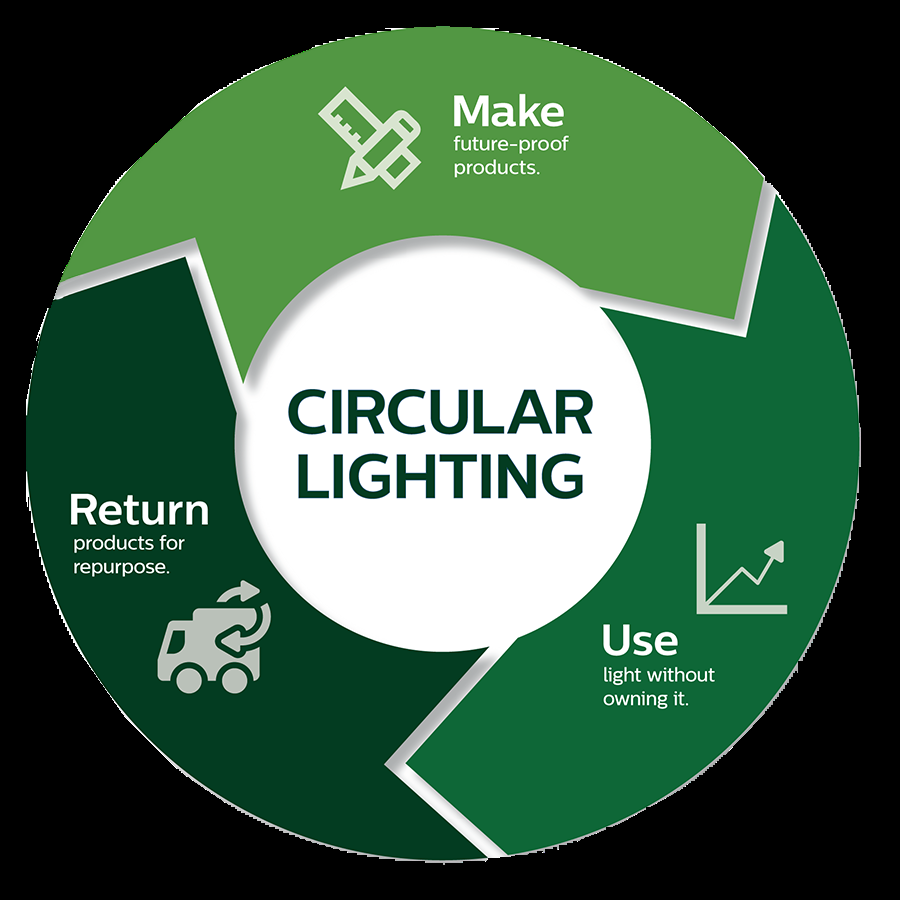 Make
future-proof
products.
CIRCULAR
LIGHTING
Return
products for
repurpose.
Use
light without
owning it.